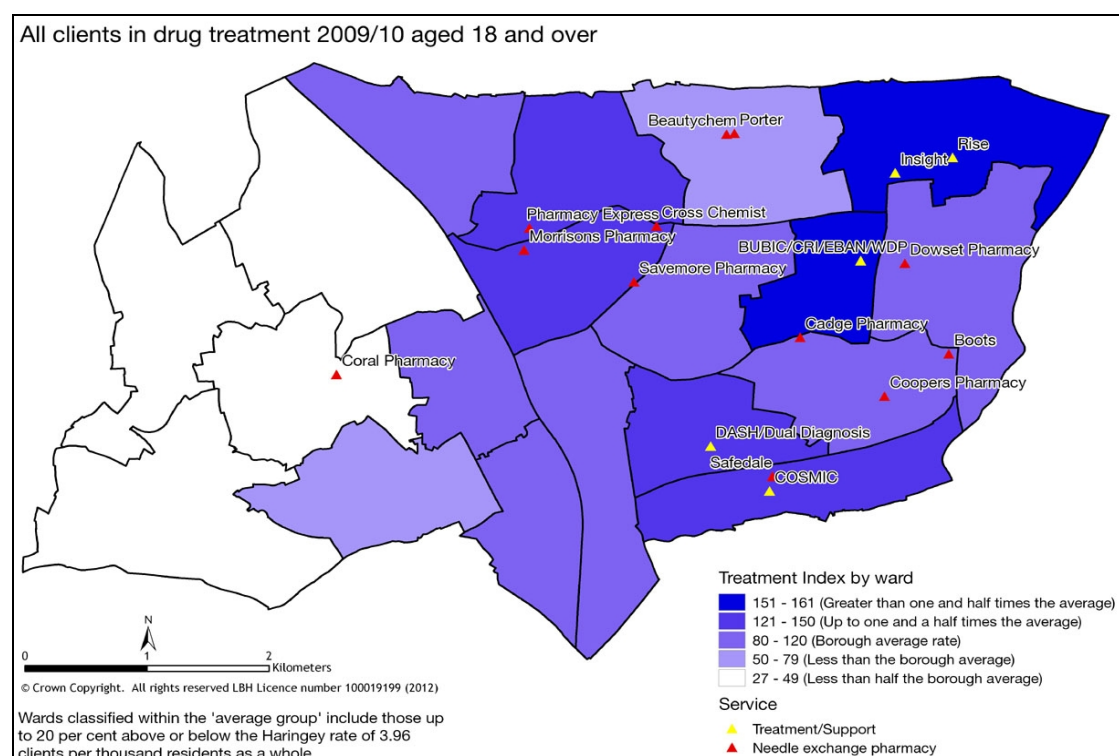 All clients in drug treatment 2009/10 aged 18 and over
Beautychem Porter
Rise
Insight
Pharmacy Express Cross Chemist
Morrisons Pharmacy
BUBIC/CRI/EBAN/WDP Dowset Pharmacy
Savemore Pharmacy
Cadge Pharmacy
Boots
Coral Pharmacy
Coopers Pharmacy
DASH/Dual Diagnosis
Safedale
COSMIC
Treatment Index by ward
151 - 161 (Greater than one and half times the average)
121 - 150 (Up to one and a half times the average)
80 - 120 (Borough average rate)
50 - 79 (Less than the borough average)
27 - 49 (Less than half the borough average)
Service
Treatment/Support
Needle exchange pharmacy
N
0 1 2
Kilometers
© Crown Copyright. All rights reserved LBH Licence number 100019199 (2012)
Wards classified within the 'average group' include those up
to 20 per cent above or below the Haringey rate of 3.96
clients per thousand residents as a whole